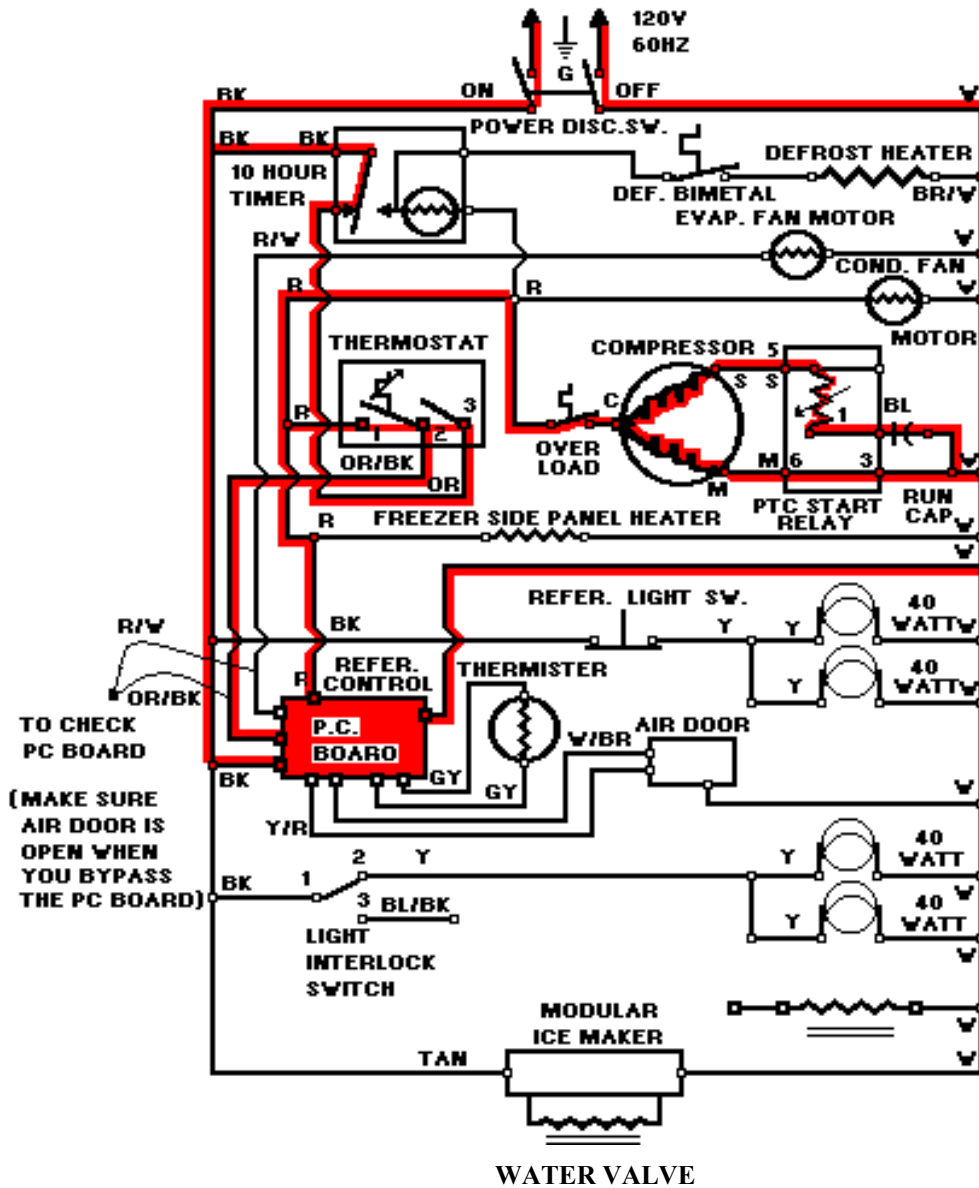 120V
60HZ
G
ON
OFF
BK
W
POWER DISC.SW.
BK
BK
10 HOUR
TIMER
DEFROST HEATER
DEF. BIMETAL
BR/W
EVAP. FAN MOTOR
R/W
W
COND. FAN
R
R
W
MOTOR
THERMOSTAT
COMPRESSOR
5
S
S
C
3
R
1
2
1
BL
OR/BK
OVER
LOAD
OR
M
M
6
3
W
PTC START
RELAY
RUN
CAP
R
FREEZER SIDE PANEL HEATER
W
W
REFER. LIGHT SW.
40
WATT
W
R/W
BK
Y
Y
REFER.
CONTROL
R
THERMISTER
40
WATT
W
Y
OR/BK
TO CHECK
PC BOARD
P.C.
BOARO
AIR DOOR
W/BR
BK
GY
GY
W
(MAKE SURE
AIR DOOR IS
OPEN WHEN
YOU BYPASS
THE PC BOARD)
Y/R
40
WATT
2
Y
Y
BK
1
W
3
BL/BK
40
WATT
Y
W
LIGHT
INTERLOCK
SWITCH
MODULAR
ICE MAKER
W
TAN
W
WATER VALVE